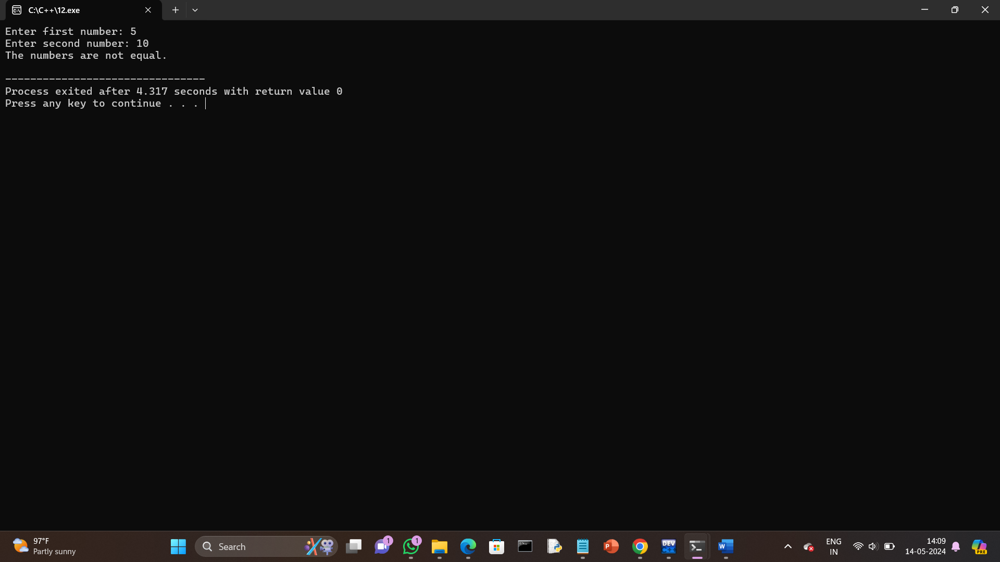 C:\C++\12.exe
Enter first number: 5
Enter second number: 10
The numbers are not equal.
--------------------------------
Process exited after 4.317 seconds with return value 0
Press any key to continue . . .
97°F
Partly sunny
Search
1
1
P
DEV
C++
W
PRE
ENG
IN
14:09
14-05-2024